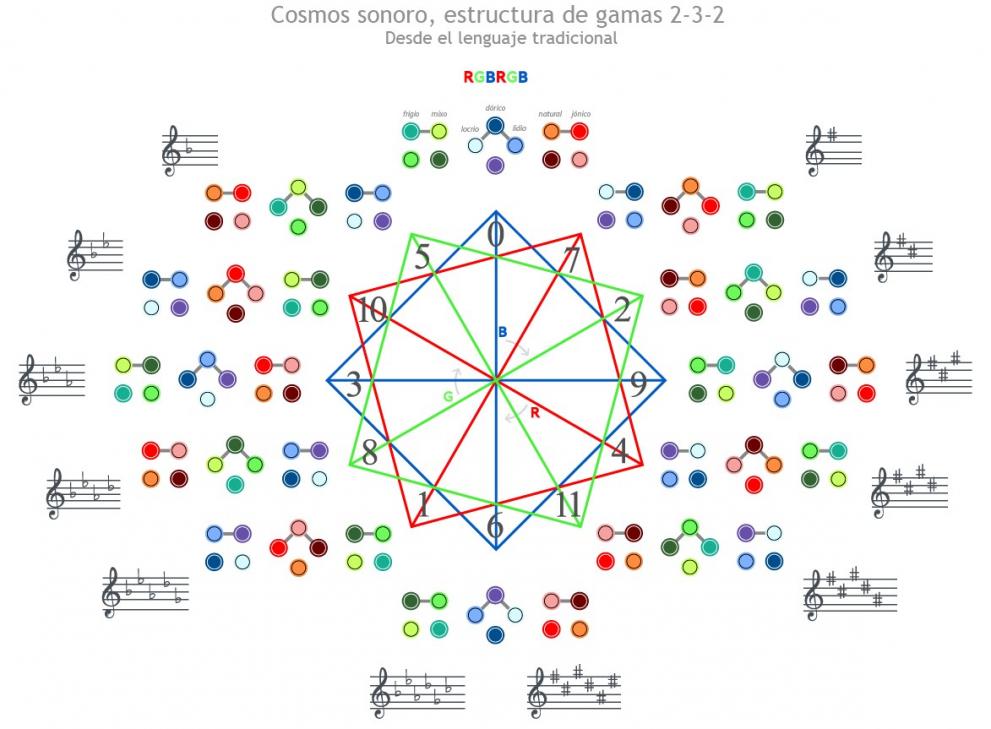 Cosmos sonoro, estructura de gamas 2-3-2
Desde el lenguaje tradicional
RGBRGB
frigio mixo dórico natural jónico
locrio lidio
0
5 7
10 2
B
3 9
G
R
8 4
1 11
6